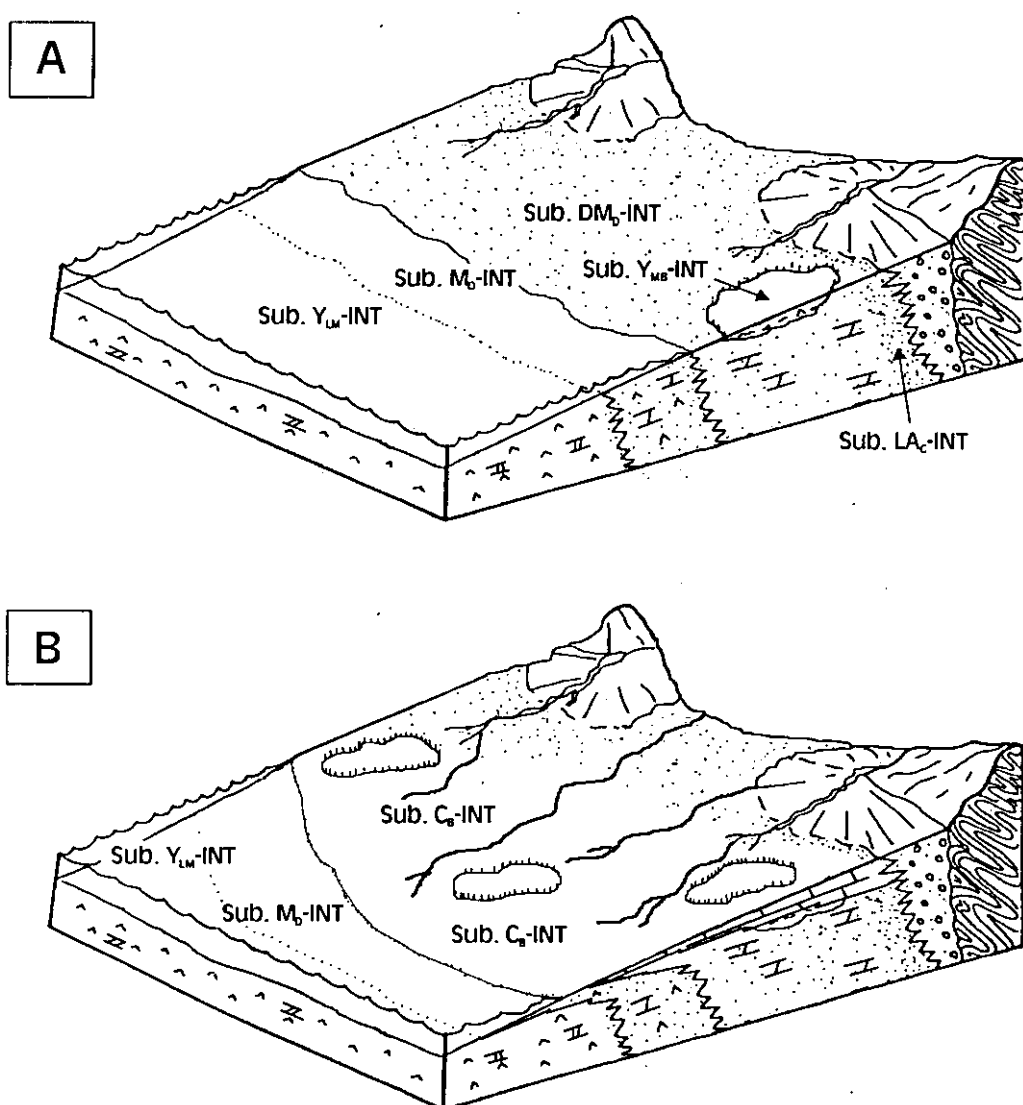 A
Sub. DM_D-INT
Sub. Y_MB-INT
Sub. M_D-INT
Sub. Y_LM-INT
Sub. LA_C-INT
B
Sub. C_B-INT
Sub. Y_LM-INT
Sub. M_D-INT
Sub. C_B-INT